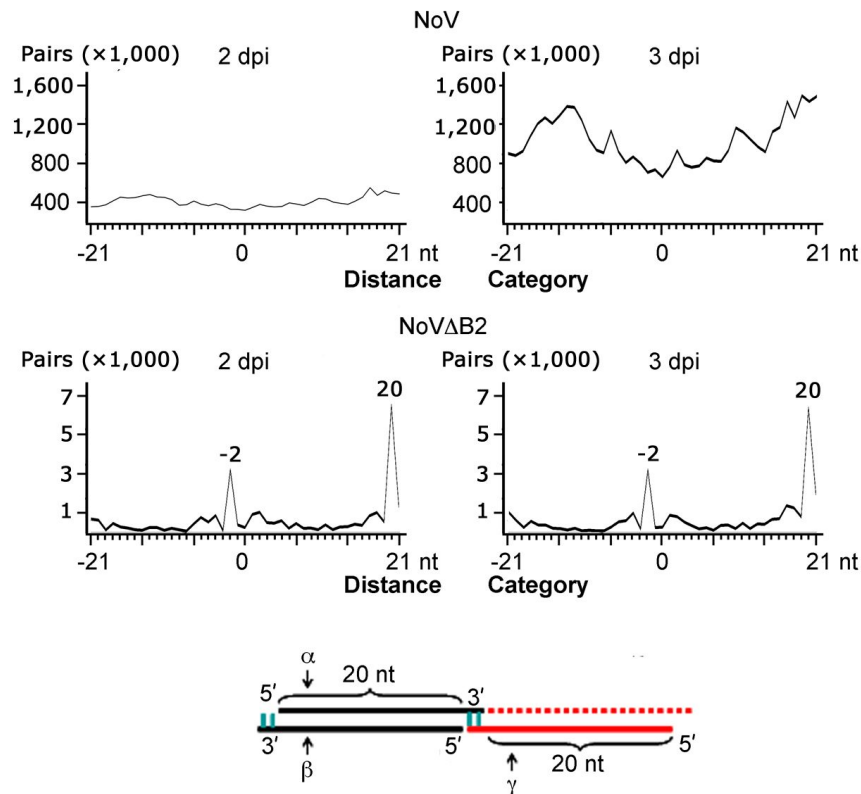 NoV
Pairs (×1,000) 2 dpi
1,600
1,200
800
400
-21 0 21 nt
Pairs (×1,000) 3 dpi
1,600
1,200
800
400
-21 0 21 nt
Distance Category
NoVΔB2
Pairs (×1,000) 2 dpi
7
5
3
1
-2
20
-21 0 21 nt
Pairs (×1,000) 3 dpi
7
5
3
1
-2
20
-21 0 21 nt
Distance Category
α
5′ 20 nt 3′
3′ 5′ 5′
β 20 nt
γ